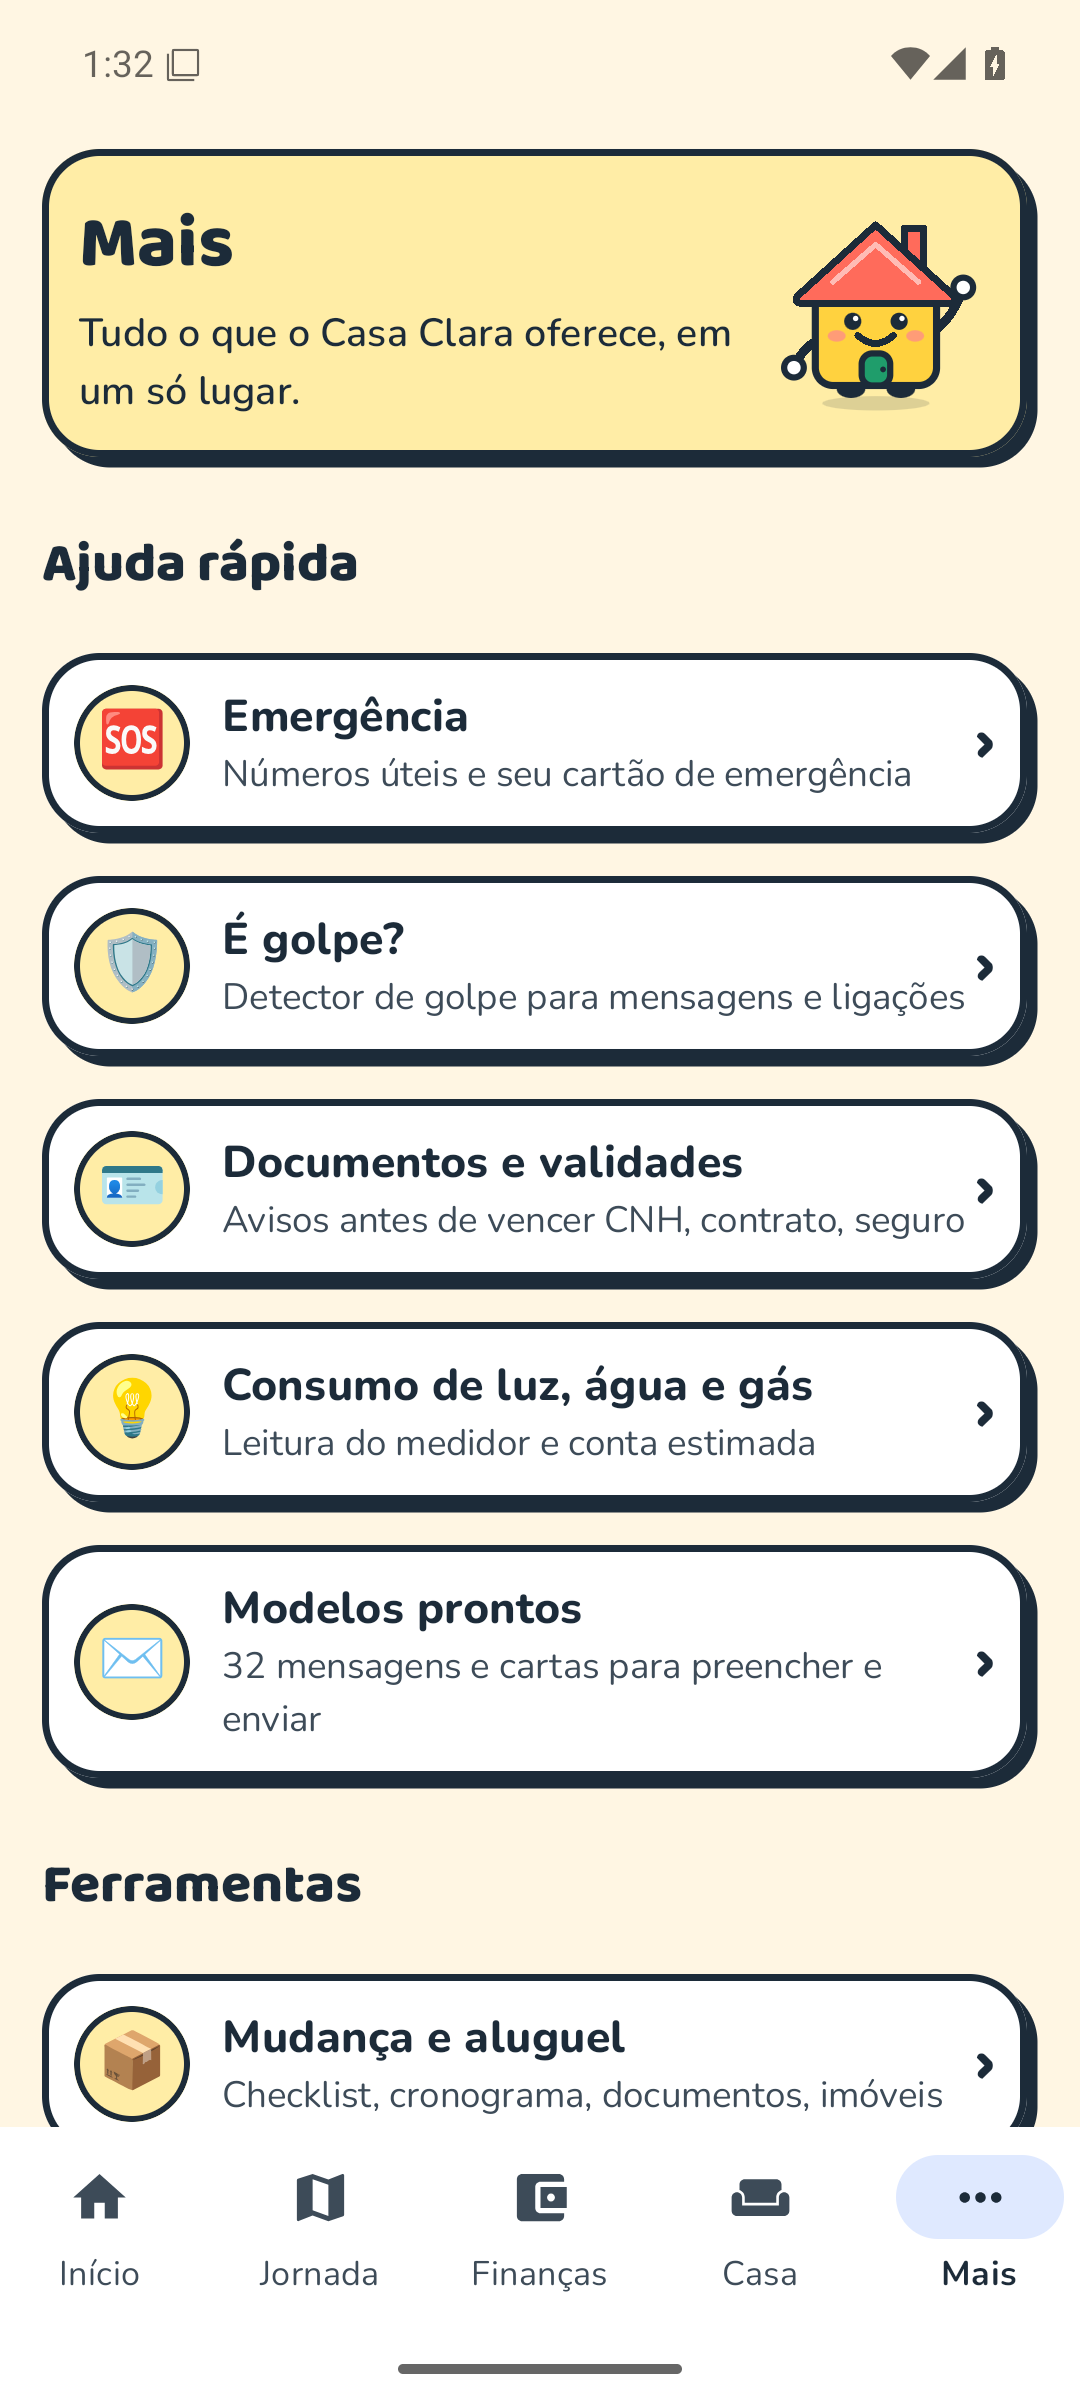 1:32
Mais
Tudo o que o Casa Clara oferece, em
um só lugar.
Ajuda rápida
SOS
Emergência
Números úteis e seu cartão de emergência
É golpe?
Detector de golpe para mensagens e ligações
Documentos e validades
Avisos antes de vencer CNH, contrato, seguro
Consumo de luz, água e gás
Leitura do medidor e conta estimada
Modelos prontos
32 mensagens e cartas para preencher e
enviar
Ferramentas
Mudança e aluguel
Checklist, cronograma, documentos, imóveis
Início
Jornada
Finanças
Casa
Mais